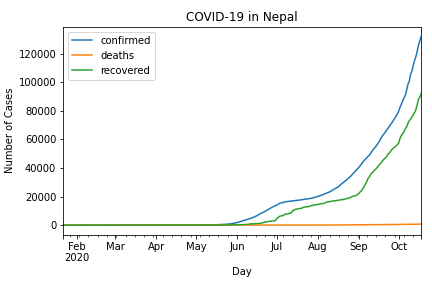 COVID-19 in Nepal
confirmed
deaths
recovered
Number of Cases
120000
100000
80000
60000
40000
20000
0
Feb Mar Apr May Jun Jul Aug Sep Oct
2020
Day